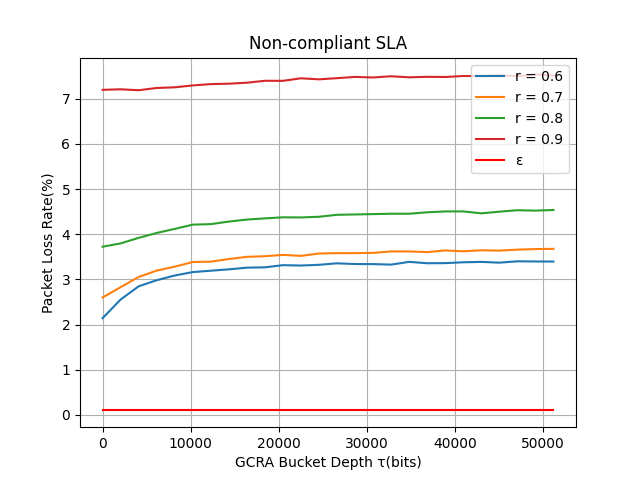 Non-compliant SLA
Packet Loss Rate(%)
7
6
5
4
3
2
1
0
r = 0.6
r = 0.7
r = 0.8
r = 0.9
ε
0 10000 20000 30000 40000 50000
GCRA Bucket Depth τ(bits)